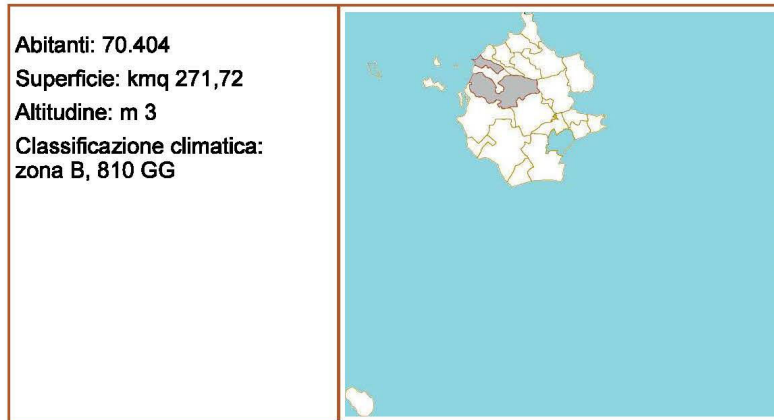 Abitanti: 70.404
Superficie: kmq 271,72
Altitudine: m 3
Classificazione climatica:
zona B, 810 GG